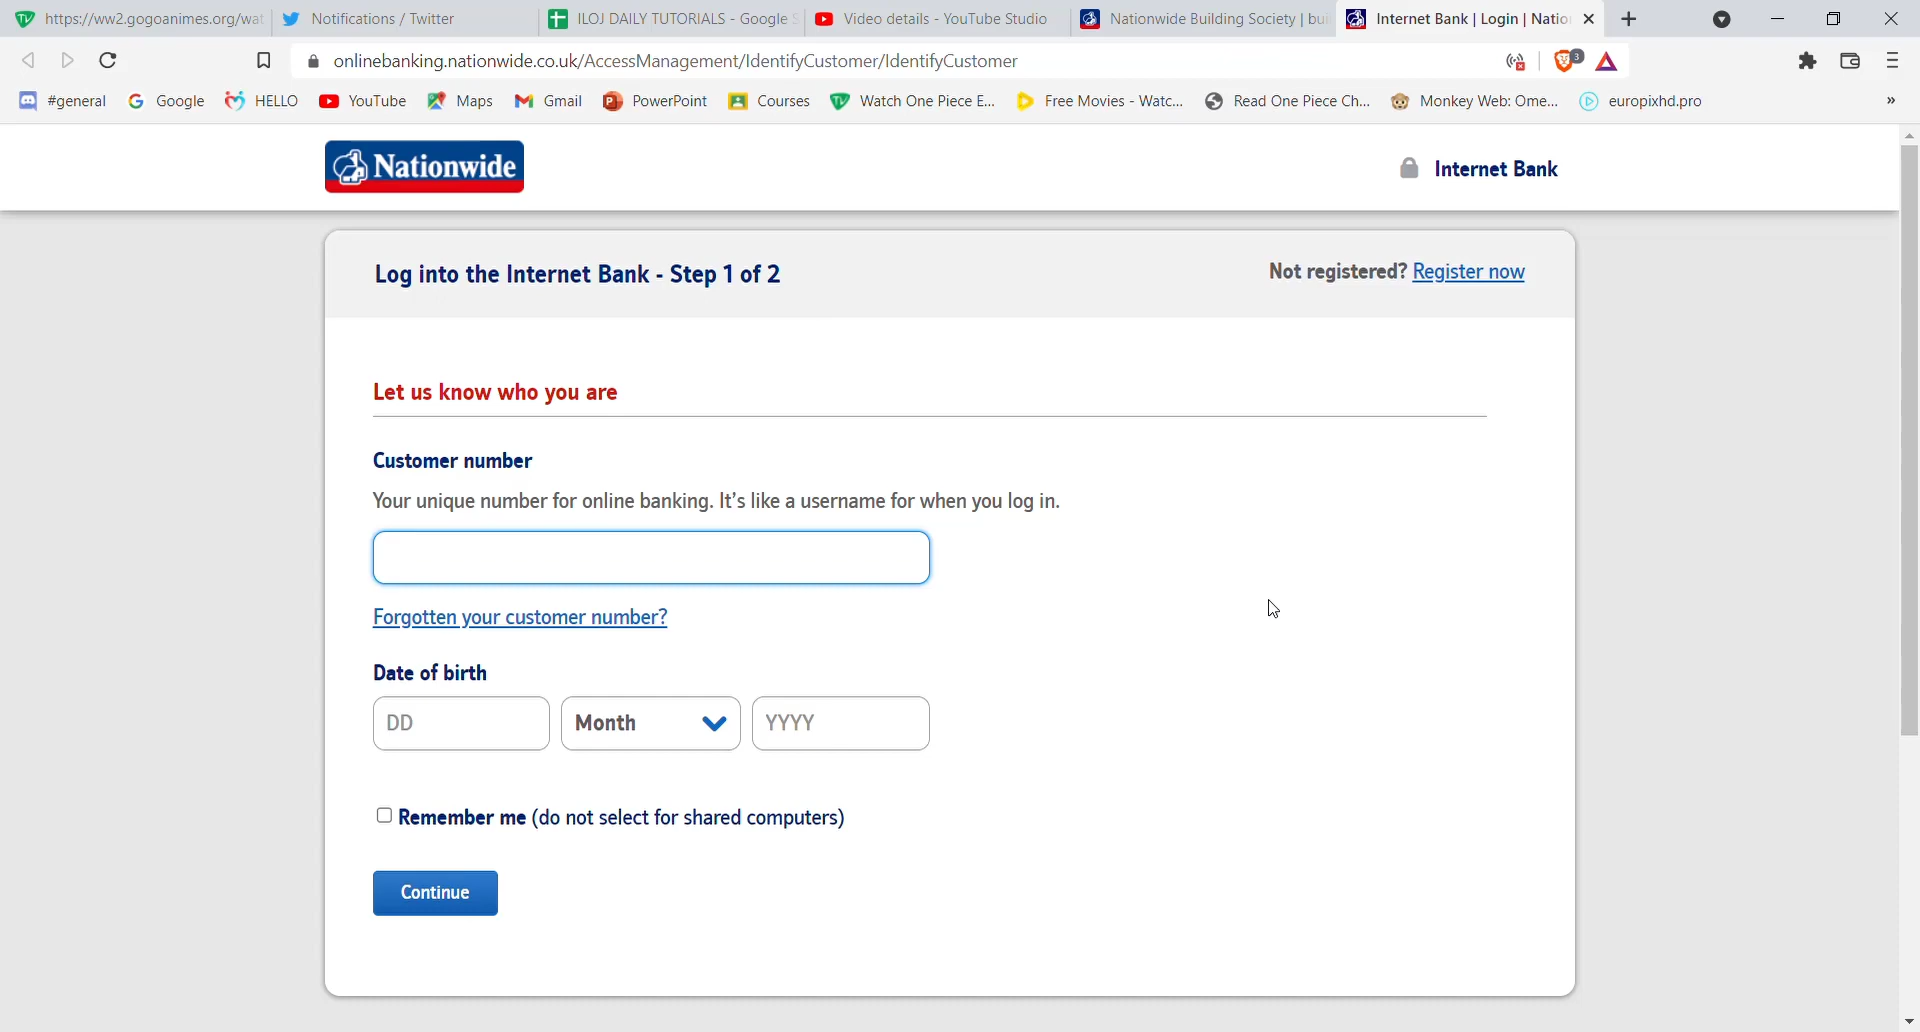 https://ww2.gogoanimes.org/wat
Notifications / Twitter
ILOJ DAILY TUTORIALS - Google S
Video details - YouTube Studio
Nationwide Building Society | bui
Internet Bank | Login | Natio
onlinebanking.nationwide.co.uk/AccessManagement/IdentifyCustomer/IdentifyCustomer
3
#general
Google
HELLO
YouTube
Maps
Gmail
PowerPoint
Courses
Watch One Piece E...
Free Movies - Watc...
Read One Piece Ch...
Monkey Web: Ome...
europixhd.pro
»
Nationwide
Internet Bank
Log into the Internet Bank - Step 1 of 2
Not registered? Register now
Let us know who you are
Customer number
Your unique number for online banking. It’s like a username for when you log in.
Forgotten your customer number?
Date of birth
DD
Month
YYYY
Remember me (do not select for shared computers)
Continue